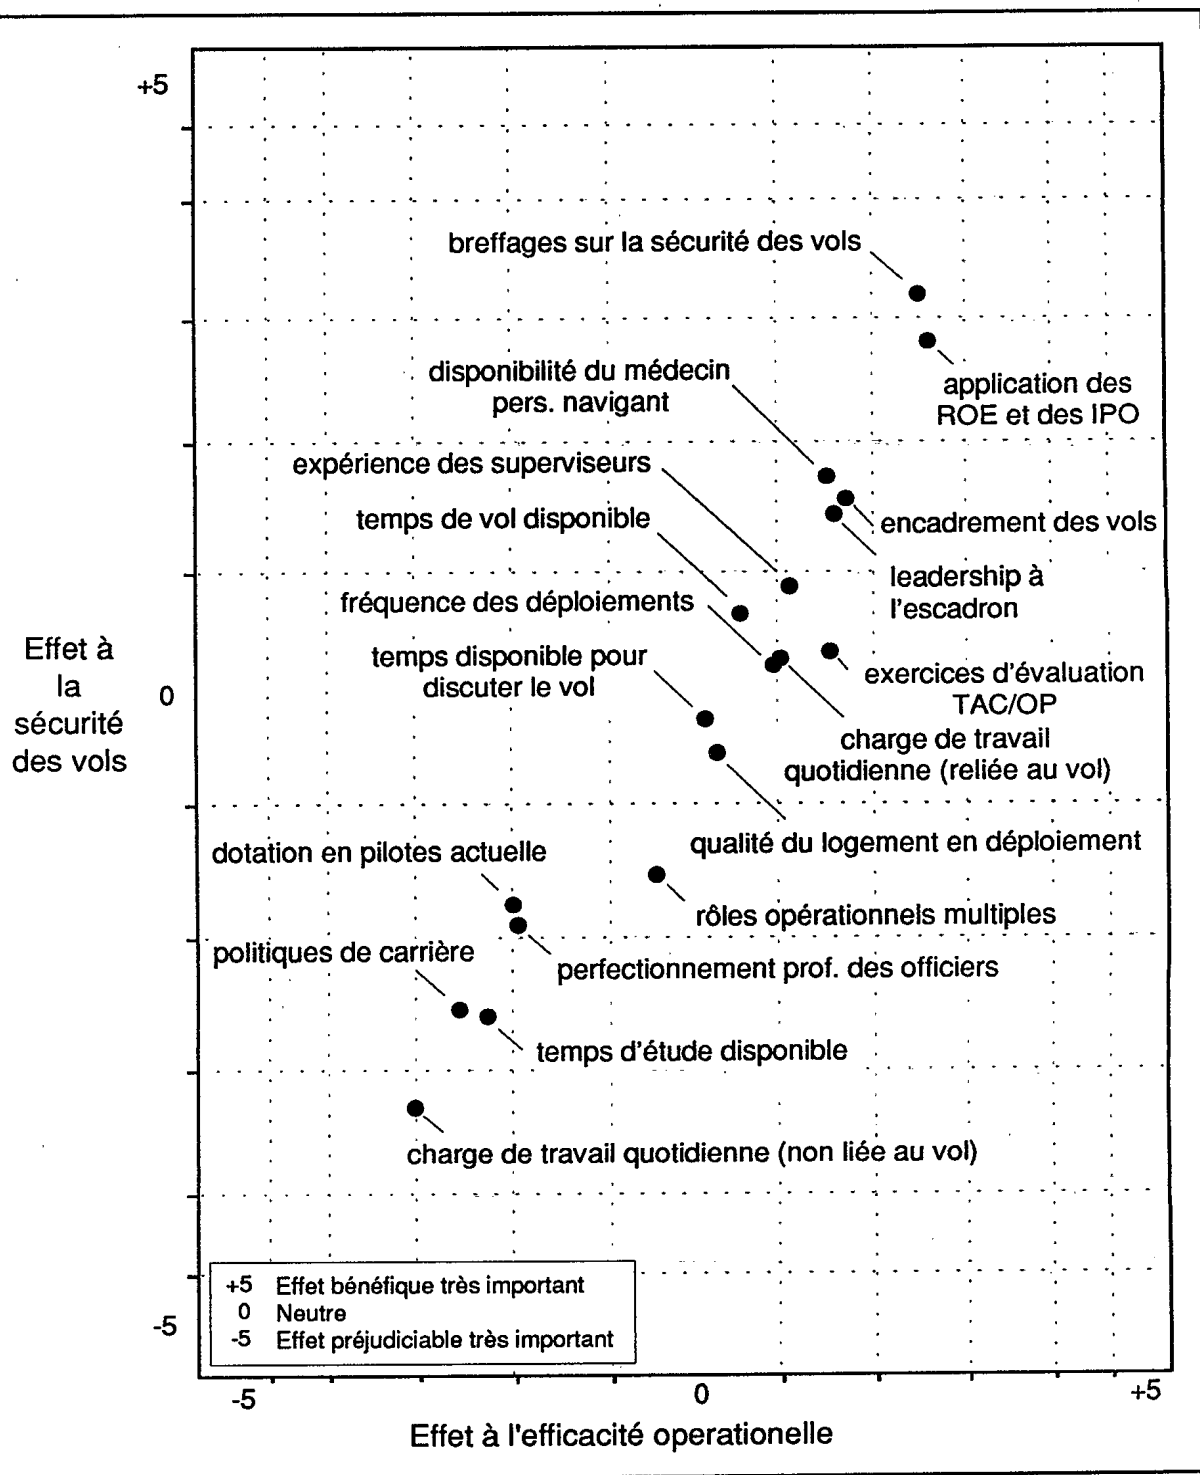 +5
breffages sur la sécurité des vols
disponibilité du médecin
pers. navigant
application des
ROE et des IPO
expérience des superviseurs
temps de vol disponible
encadrement des vols
leadership à
l'escadron
fréquence des déploiements
temps disponible pour
discuter le vol
exercices d'évaluation
TAC/OP
Effet à
la
sécurité
des vols
0
charge de travail
quotidienne (reliée au vol)
qualité du logement en déploiement
dotation en pilotes actuelle
rôles opérationnels multiples
politiques de carrière
perfectionnement prof. des officiers
temps d'étude disponible
charge de travail quotidienne (non liée au vol)
+5 Effet bénéfique très important
0 Neutre
-5 Effet préjudiciable très important
-5
-5
0
+5
Effet à l'efficacité operationelle